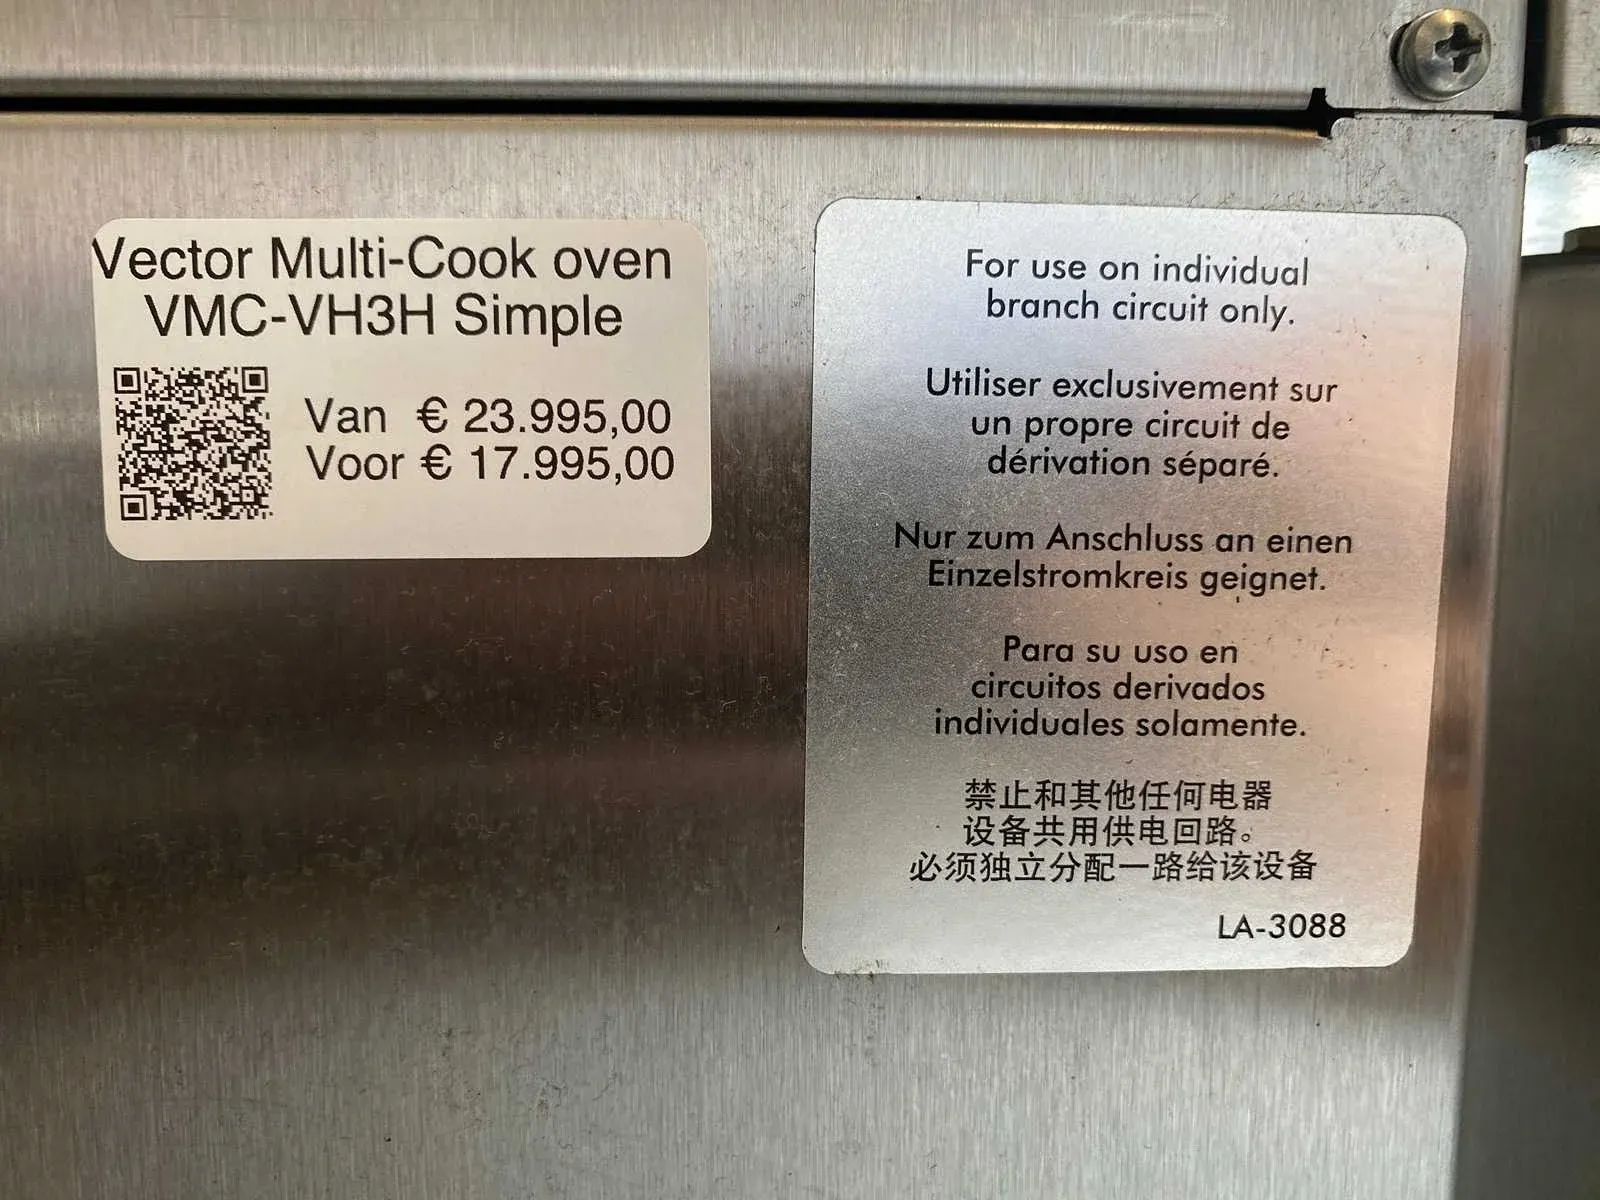 Vector Multi-Cook oven
VMC-VH3H Simple
Van € 23.995,00
Voor € 17.995,00
For use on individual
branch circuit only.
Utiliser exclusivement sur
un propre circuit de
dérivation séparé.
Nur zum Anschluss an einen
Einzelstromkreis geignet.
Para su uso en
circuitos derivados
individuales solamente.
禁止和其他任何电器
设备共用供电回路。
必须独立分配一路给该设备
LA-3088